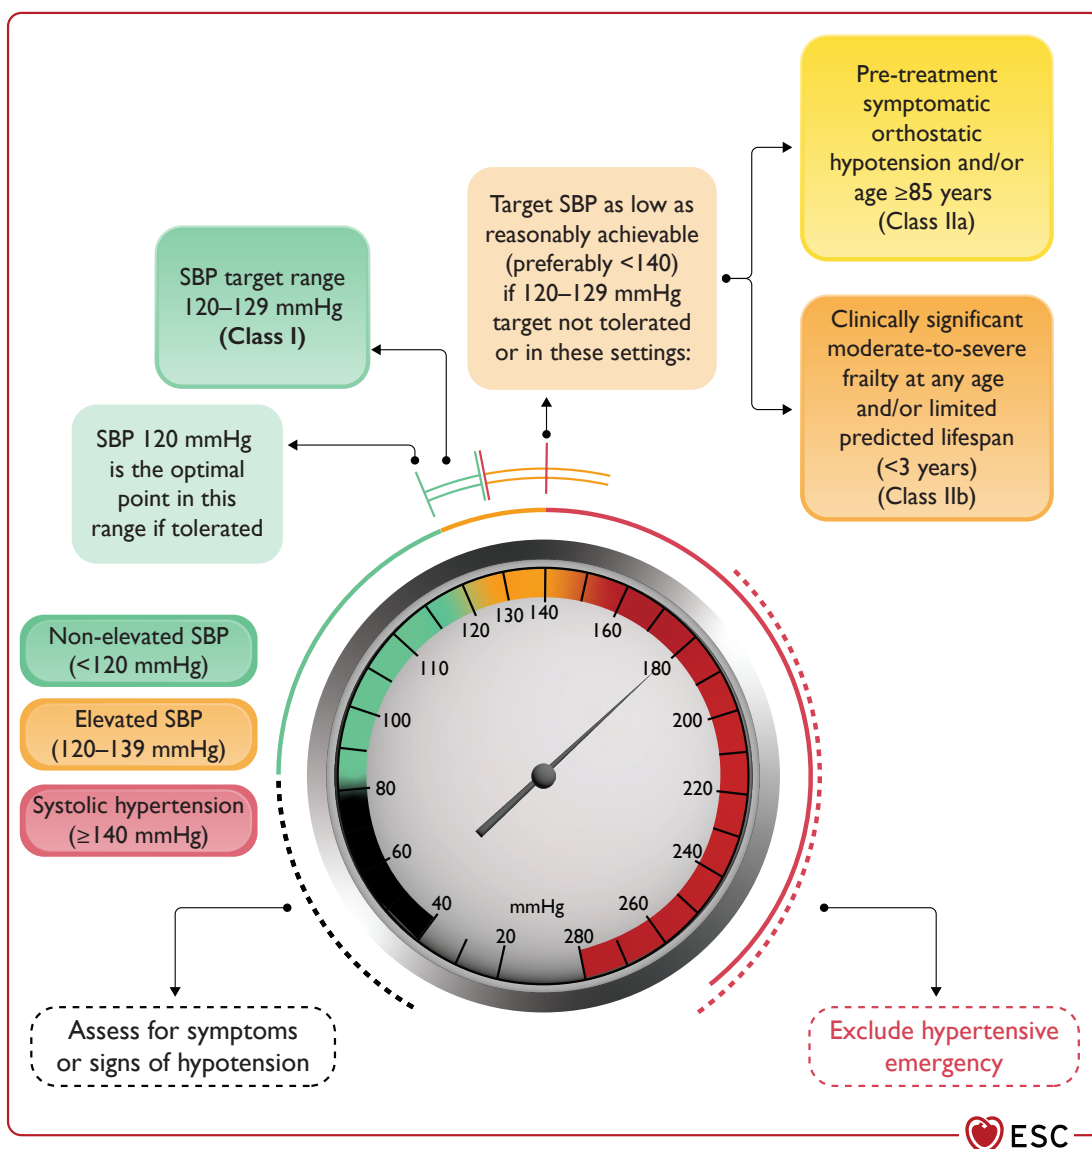 Pre-treatment
symptomatic
orthostatic
hypotension and/or
age ≥85 years
(Class IIa)
Target SBP as low as
reasonably achievable
(preferably <140)
if 120–129 mmHg
target not tolerated
or in these settings:
SBP target range
120–129 mmHg
(Class I)
Clinically significant
moderate-to-severe
frailty at any age
and/or limited
predicted lifespan
(<3 years)
(Class IIb)
SBP 120 mmHg
is the optimal
point in this
range if tolerated
Non-elevated SBP
(<120 mmHg)
Elevated SBP
(120–139 mmHg)
Systolic hypertension
(≥140 mmHg)
20
40
60
80
100
110
120
130
140
160
180
200
220
240
260
280
mmHg
Assess for symptoms
or signs of hypotension
Exclude hypertensive
emergency
ESC